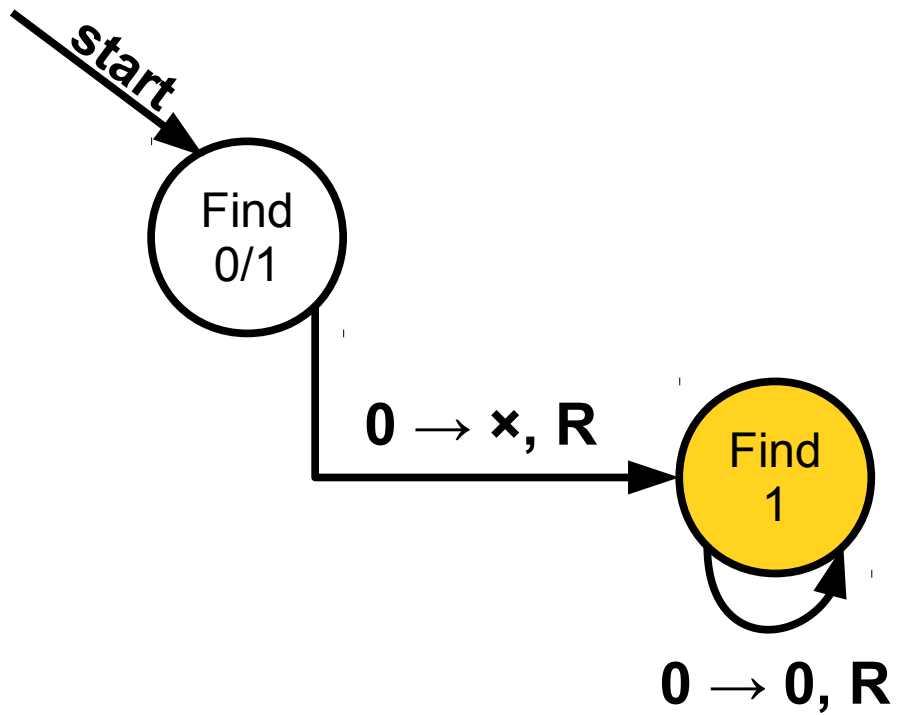 start
Find
0/1
0 → ×, R
Find
1
0 → 0, R